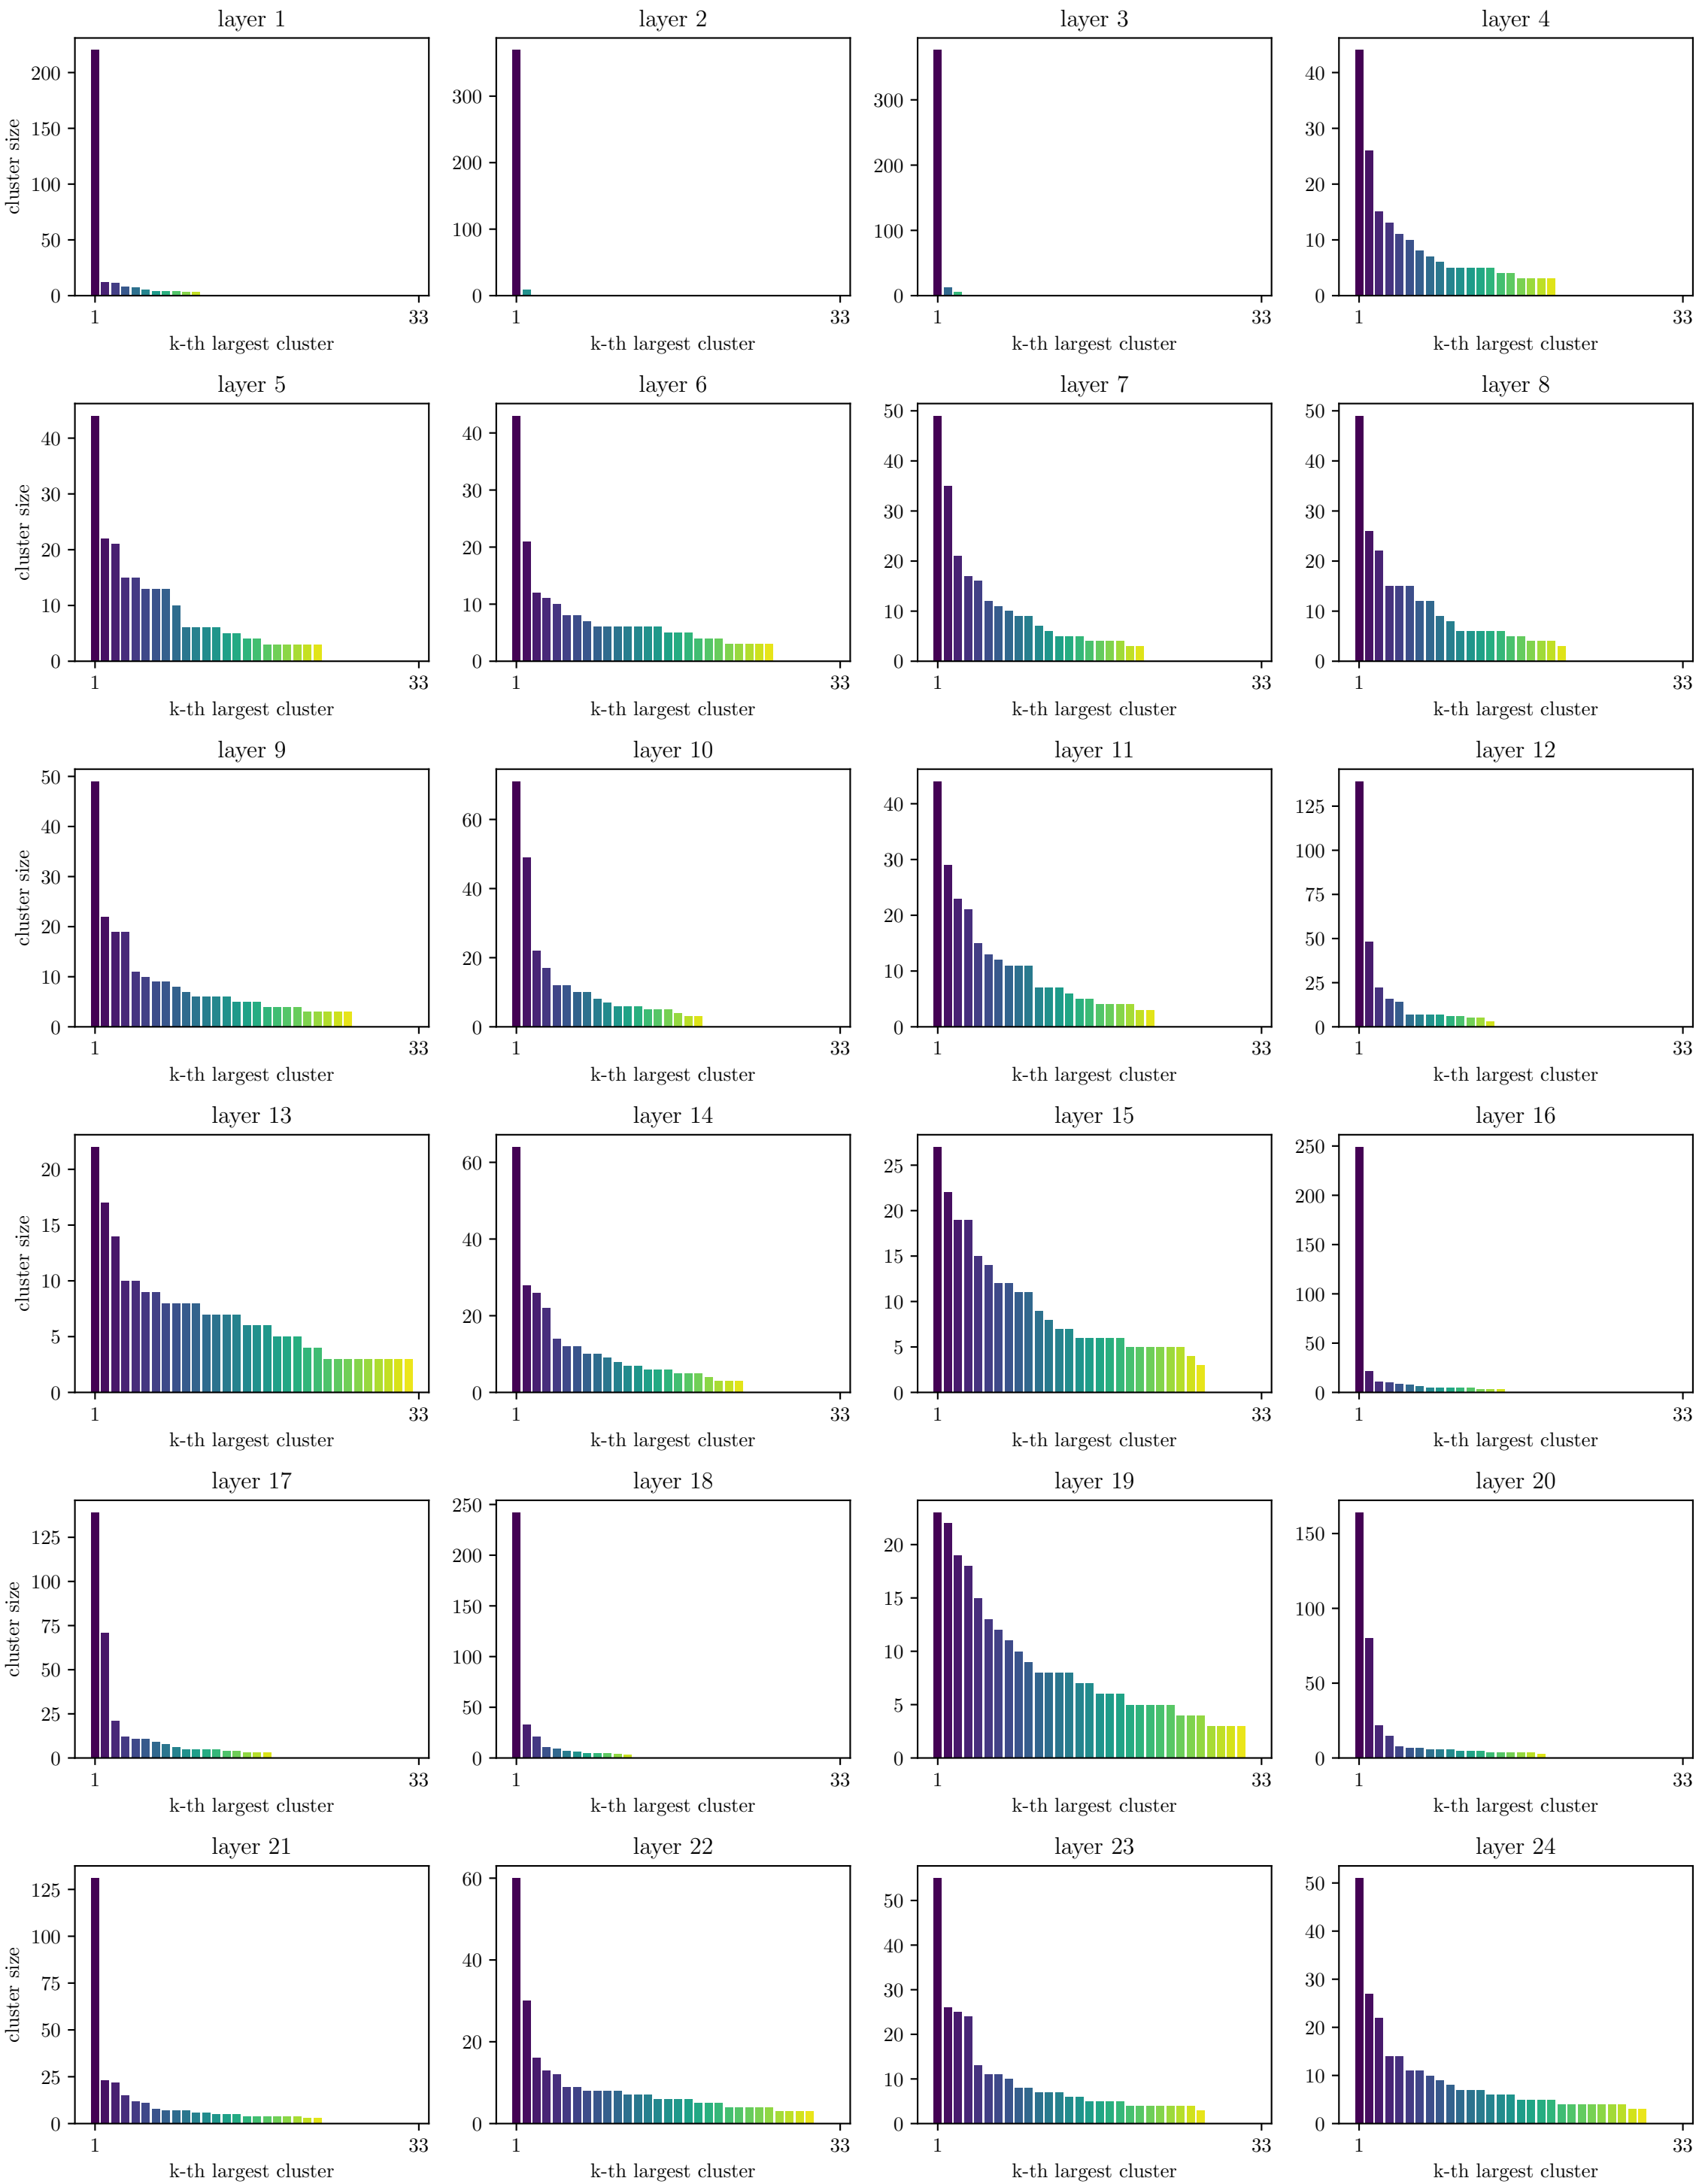 layer 1
200
150
100
50
0
cluster size
1 33
k-th largest cluster
layer 2
300
200
100
0
1 33
k-th largest cluster
layer 3
300
200
100
0
1 33
k-th largest cluster
layer 4
40
30
20
10
0
1 33
k-th largest cluster
layer 5
40
30
20
10
0
cluster size
1 33
k-th largest cluster
layer 6
40
30
20
10
0
1 33
k-th largest cluster
layer 7
50
40
30
20
10
0
1 33
k-th largest cluster
layer 8
50
40
30
20
10
0
1 33
k-th largest cluster
layer 9
50
40
30
20
10
0
cluster size
1 33
k-th largest cluster
layer 10
60
40
20
0
1 33
k-th largest cluster
layer 11
40
30
20
10
0
1 33
k-th largest cluster
layer 12
125
100
75
50
25
0
1 33
k-th largest cluster
layer 13
20
15
10
5
0
cluster size
1 33
k-th largest cluster
layer 14
60
40
20
0
1 33
k-th largest cluster
layer 15
25
20
15
10
5
0
1 33
k-th largest cluster
layer 16
250
200
150
100
50
0
1 33
k-th largest cluster
layer 17
125
100
75
50
25
0
cluster size
1 33
k-th largest cluster
layer 18
250
200
150
100
50
0
1 33
k-th largest cluster
layer 19
20
15
10
5
0
1 33
k-th largest cluster
layer 20
150
100
50
0
1 33
k-th largest cluster
layer 21
125
100
75
50
25
0
cluster size
1 33
k-th largest cluster
layer 22
60
40
20
0
1 33
k-th largest cluster
layer 23
50
40
30
20
10
0
1 33
k-th largest cluster
layer 24
50
40
30
20
10
0
1 33
k-th largest cluster